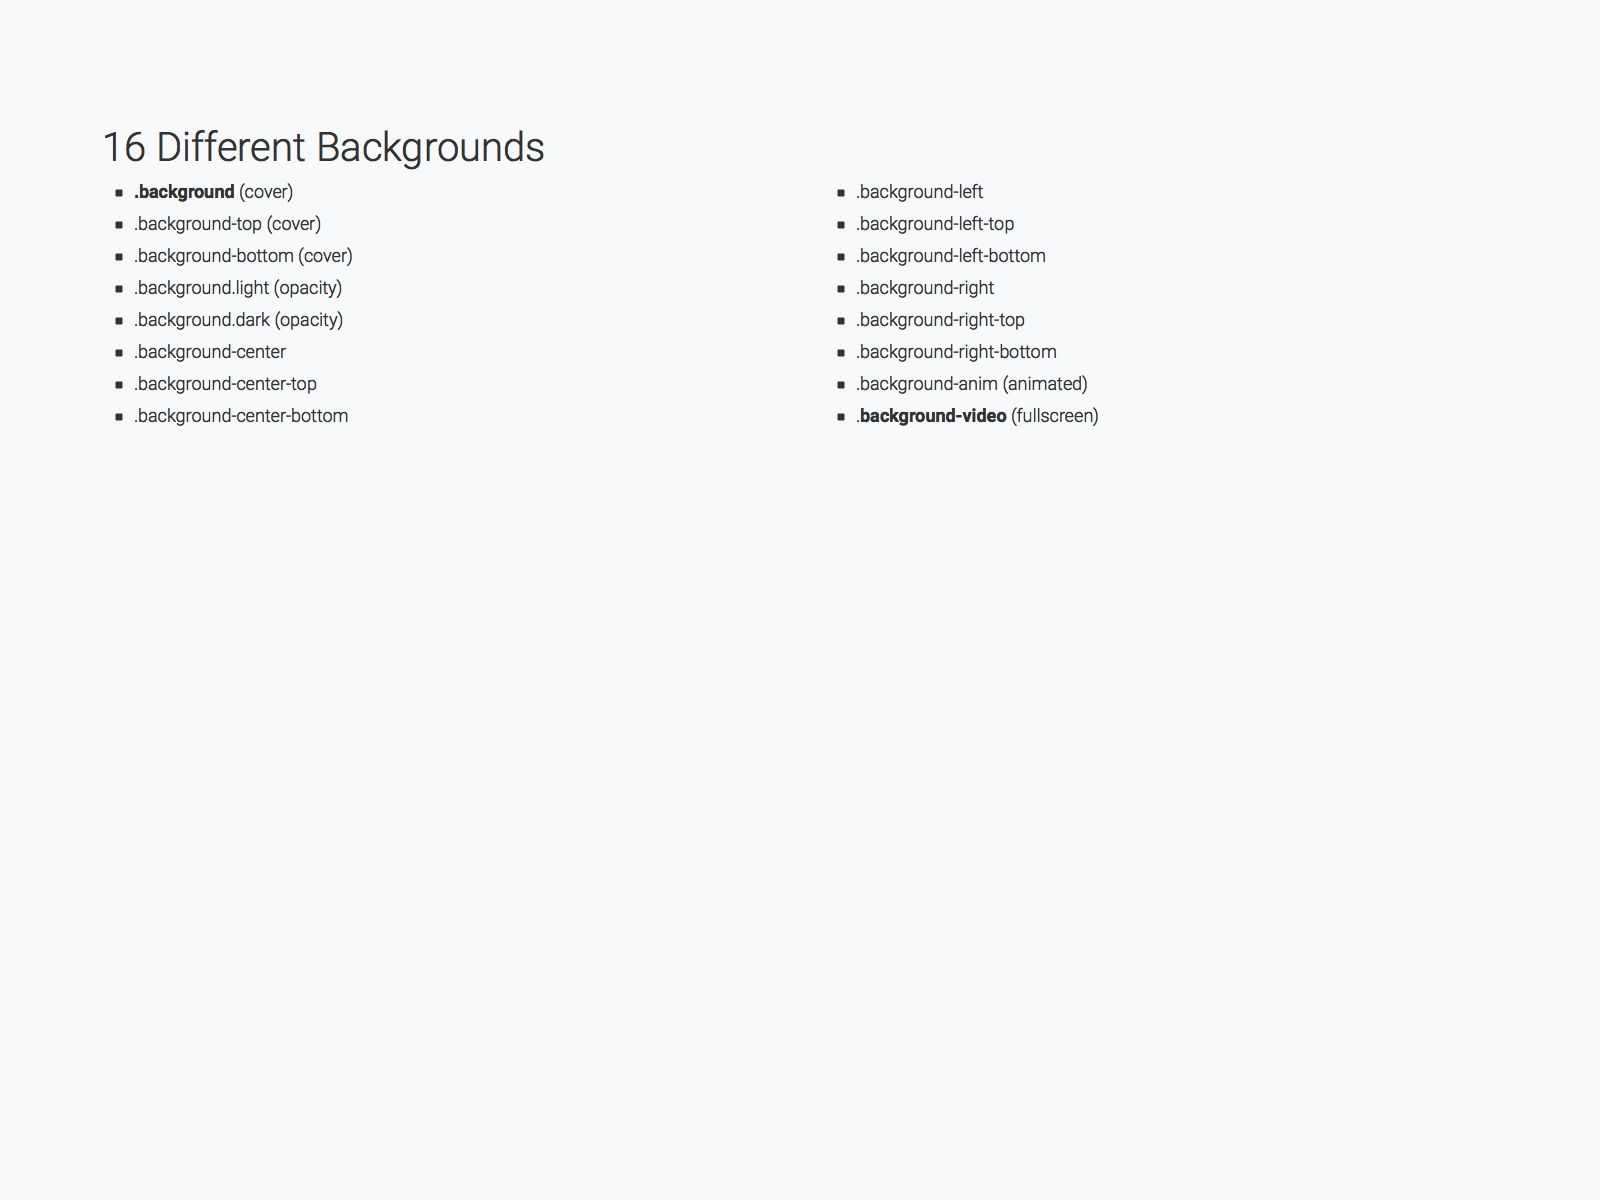 16 Different Backgrounds
.background (cover)
.background-top (cover)
.background-bottom (cover)
.background.light (opacity)
.background.dark (opacity)
.background-center
.background-center-top
.background-center-bottom
.background-left
.background-left-top
.background-left-bottom
.background-right
.background-right-top
.background-right-bottom
.background-anim (animated)
.background-video (fullscreen)